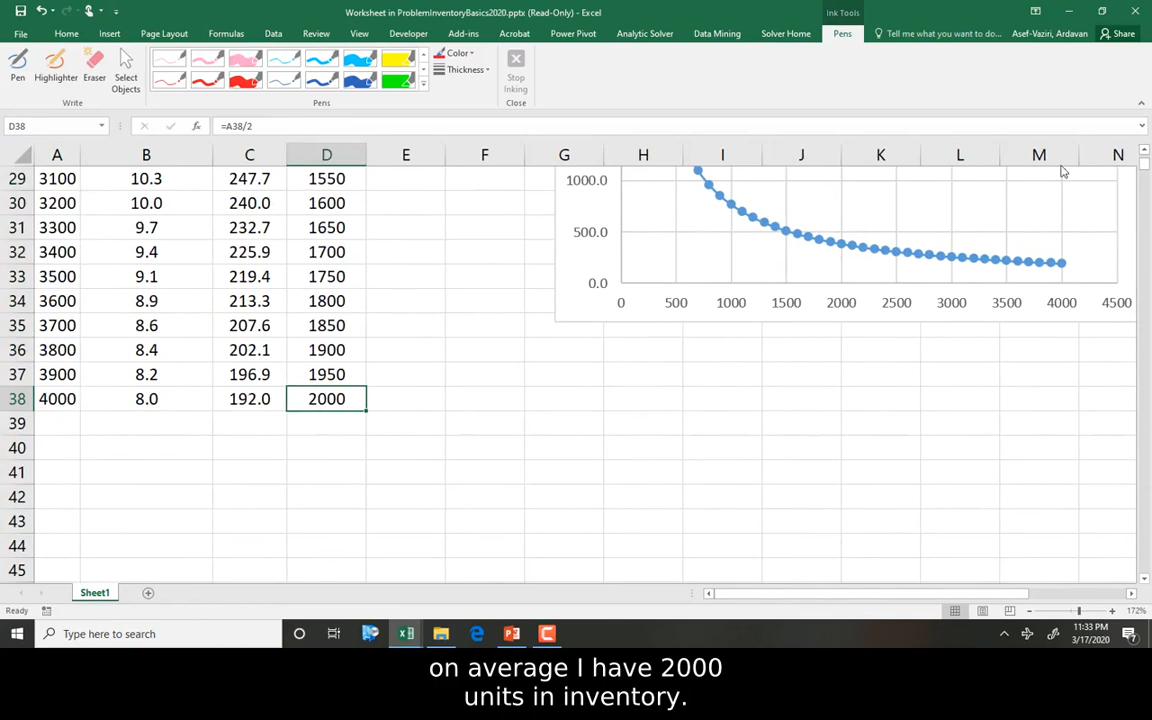 Worksheet in ProblemInventoryBasics2020.pptx (Read-Only) - Excel
Ink Tools
File Home Insert Page Layout Formulas Data Review View Developer Add-ins Acrobat Power Pivot Analytic Solver Data Mining Solver Home Pens Tell me what you want to do... Asef-Vaziri, Ardavan Share
Pen Highlighter Eraser Select Objects
Color
Thickness
Stop Inking
Write Pens Close
D38 fx =A38/2
A B C D E F G H I J K L M N
29 3100 10.3 247.7 1550
30 3200 10.0 240.0 1600
31 3300 9.7 232.7 1650
32 3400 9.4 225.9 1700
33 3500 9.1 219.4 1750
34 3600 8.9 213.3 1800
35 3700 8.6 207.6 1850
36 3800 8.4 202.1 1900
37 3900 8.2 196.9 1950
38 4000 8.0 192.0 2000
39
40
41
42
43
44
45
1000.0
500.0
0.0
0 500 1000 1500 2000 2500 3000 3500 4000 4500
Sheet1
Ready 172%
Type here to search
11:33 PM
3/17/2020
7
on average I have 2000
units in inventory.